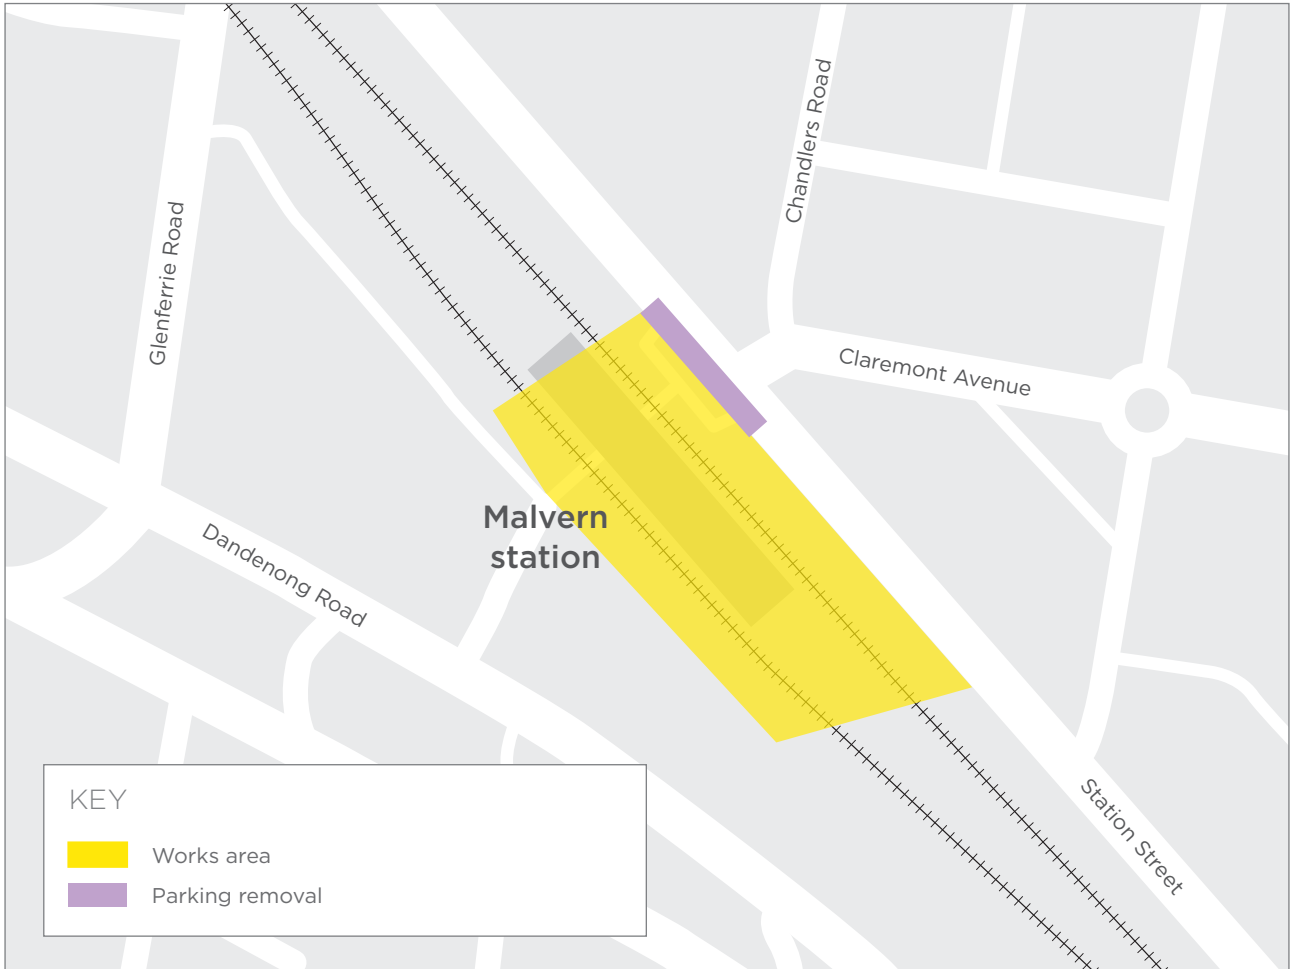 Chandlers Road
Glenferrie Road
Claremont Avenue
Malvern
station
Dandenong Road
Station Street
KEY
Works area
Parking removal